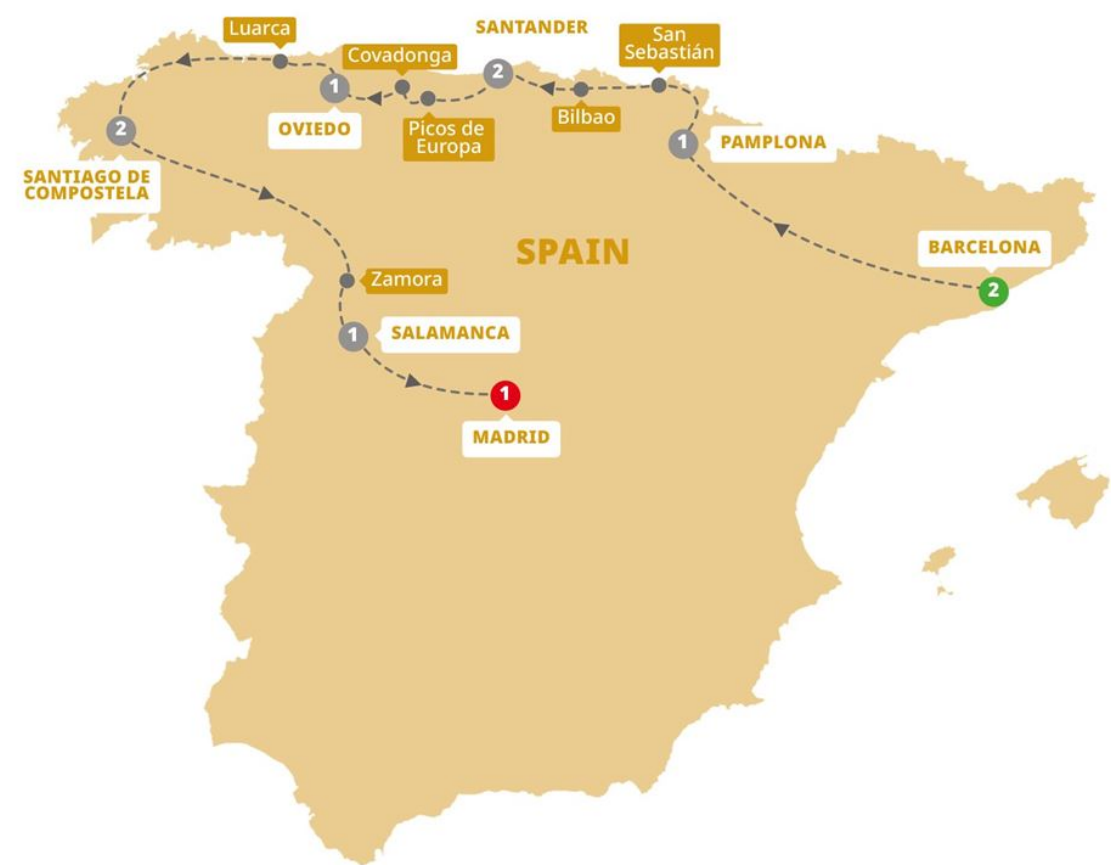 SANTANDER
Luarca
San
Sebastián
Covadonga
2
1
Bilbao
OVIEDO
Picos de
Europa
2
1
PAMPLONA
SANTIAGO DE
COMPOSTELA
SPAIN
BARCELONA
2
Zamora
1
SALAMANCA
1
MADRID